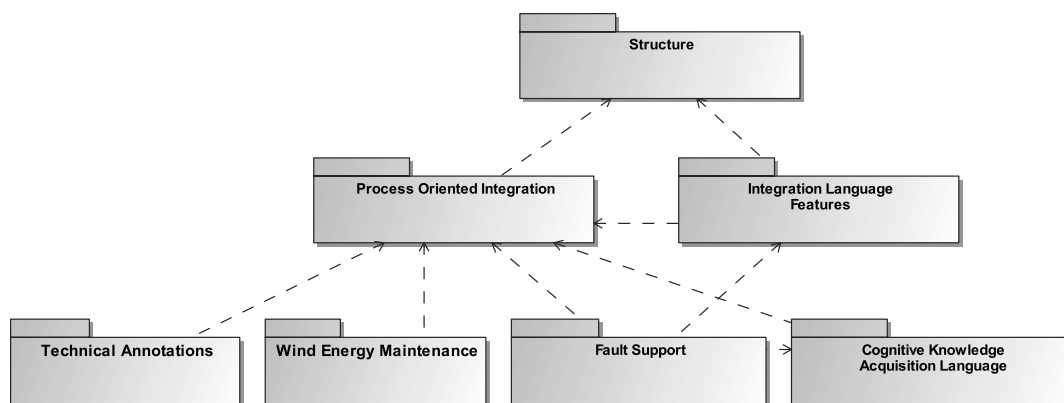 Structure
Process Oriented Integration
Integration Language
Features
Technical Annotations
Wind Energy Maintenance
Fault Support
Cognitive Knowledge
Acquisition Language